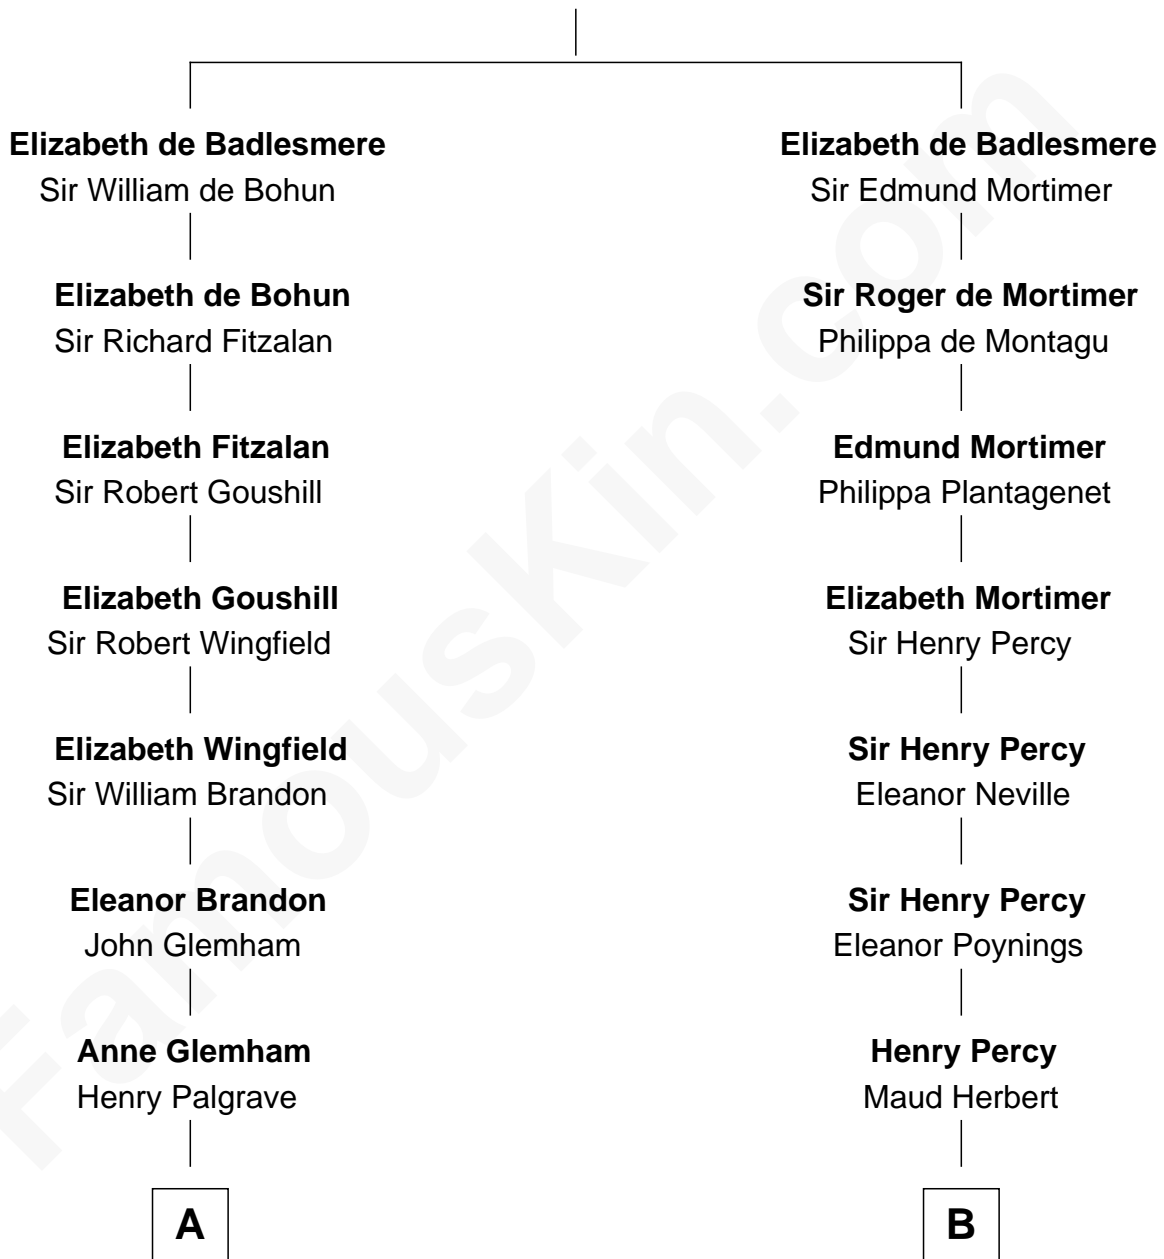 Elizabeth de Badlesmere
Sir William de Bohun
Elizabeth de Bohun
Sir Richard Fitzalan
Elizabeth Fitzalan
Sir Robert Goushill
Elizabeth Goushill
Sir Robert Wingfield
Elizabeth Wingfield
Sir William Brandon
Eleanor Brandon
John Glemham
Anne Glemham
Henry Palgrave
A
Elizabeth de Badlesmere
Sir Edmund Mortimer
Sir Roger de Mortimer
Philippa de Montagu
Edmund Mortimer
Philippa Plantagenet
Elizabeth Mortimer
Sir Henry Percy
Sir Henry Percy
Eleanor Neville
Sir Henry Percy
Eleanor Poynings
Henry Percy
Maud Herbert
B
FamousKin.com